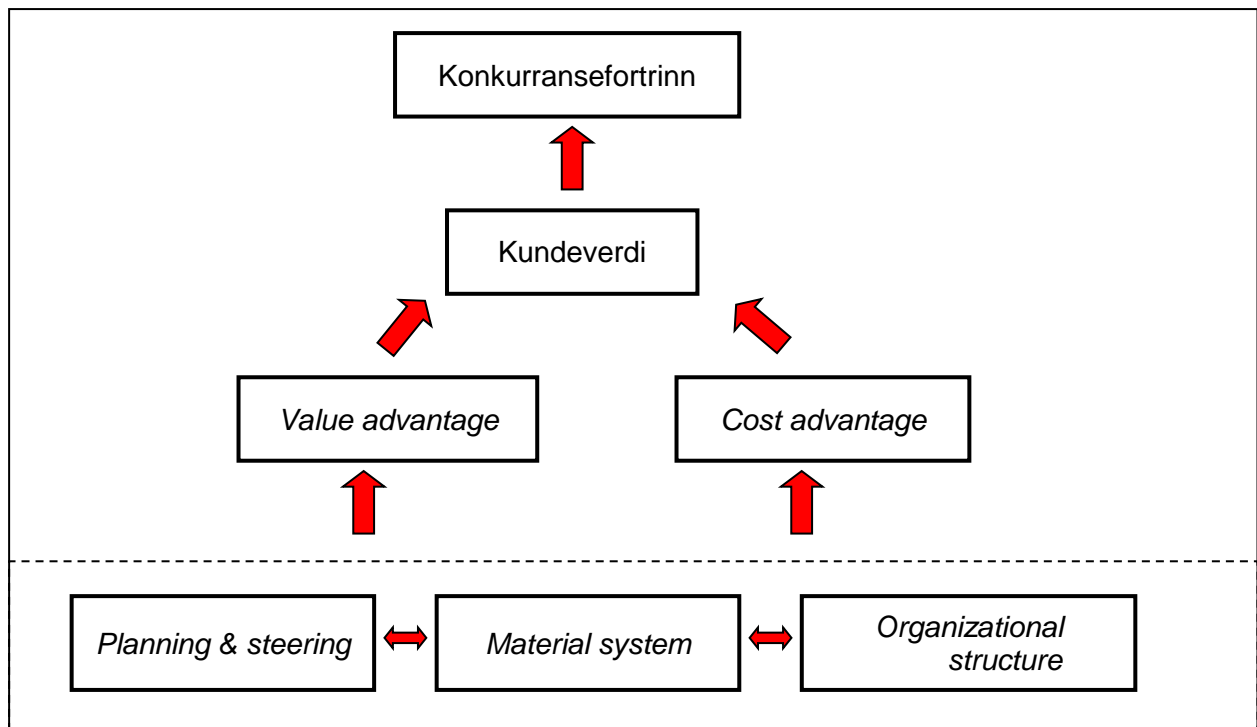 Konkurransefortrinn
Kundeverdi
Value advantage
Cost advantage
Planning & steering
Material system
Organizational
structure